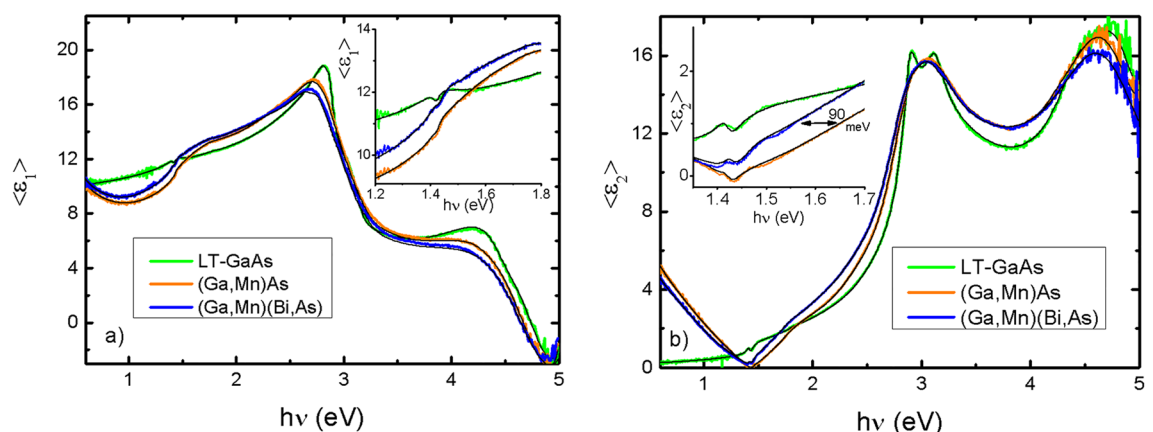 20
16
12
8
4
0
<ε₁>
a)
1
2
3
4
5
hν (eV)
LT-GaAs
(Ga,Mn)As
(Ga,Mn)(Bi,As)
14
12
10
<ε₁>
1.2
1.4
1.6
1.8
hν (eV)
16
12
8
4
0
<ε₂>
b)
1
2
3
4
5
hν (eV)
LT-GaAs
(Ga,Mn)As
(Ga,Mn)(Bi,As)
2
1
0
<ε₂>
90
meV
1.4
1.5
1.6
1.7
hν (eV)